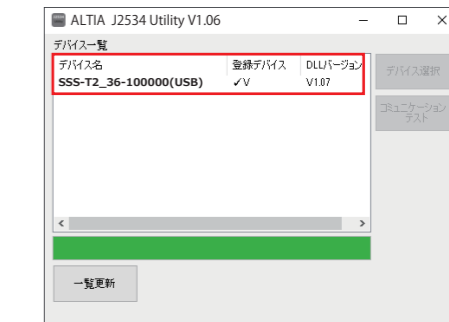 ALTIA J2534 Utility V1.06
デバイス一覧
デバイス名 登録デバイス DLLバージョン
SSS-T2_36-100000(USB) ✓V V1.07
デバイス選択
コミュニケーション
テスト
一覧更新